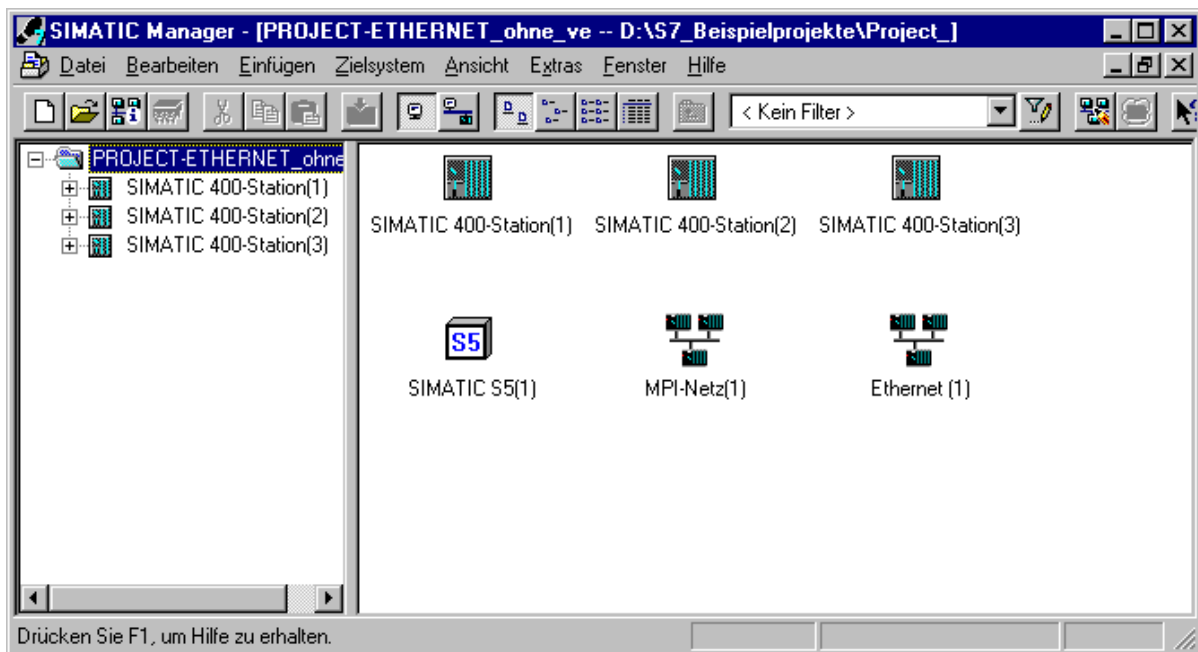 SIMATIC Manager - [PROJECT-ETHERNET_ohne_ve -- D:\S7_Beispielprojekte\Project_]
Datei Bearbeiten Einfügen Zielsystem Ansicht Extras Fenster Hilfe
< Kein Filter >
PROJECT-ETHERNET_ohne
SIMATIC 400-Station(1)
SIMATIC 400-Station(2)
SIMATIC 400-Station(3)
SIMATIC 400-Station(1) SIMATIC 400-Station(2) SIMATIC 400-Station(3)
S5
SIMATIC S5(1) MPI-Netz(1) Ethernet (1)
Drücken Sie F1, um Hilfe zu erhalten.